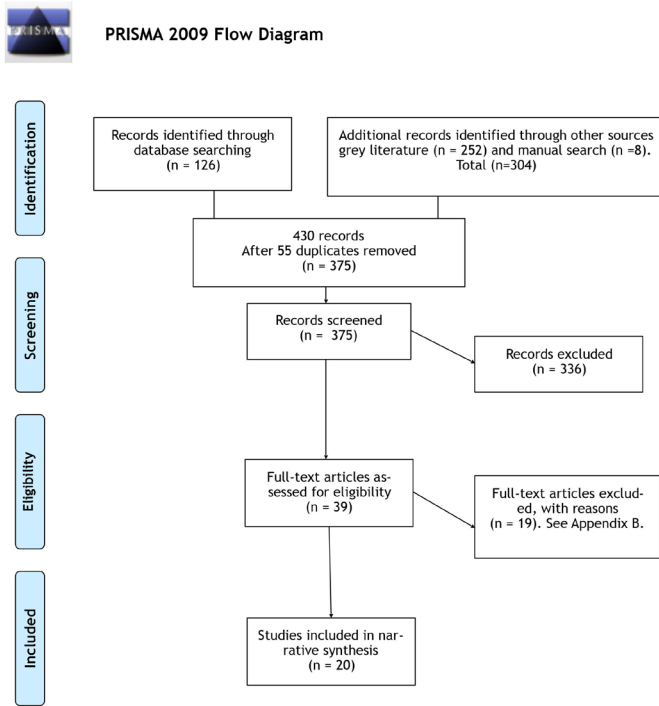 PRISMA
PRISMA 2009 Flow Diagram
Identification
Records identified through
database searching
(n = 126)
Additional records identified through other sources
grey literature (n = 252) and manual search (n =8).
Total (n=304)
430 records
After 55 duplicates removed
(n = 375)
Screening
Records screened
(n = 375)
Records excluded
(n = 336)
Eligibility
Full-text articles as-
sessed for eligibility
(n = 39)
Full-text articles exclud-
ed, with reasons
(n = 19). See Appendix B.
Included
Studies included in nar-
rative synthesis
(n = 20)